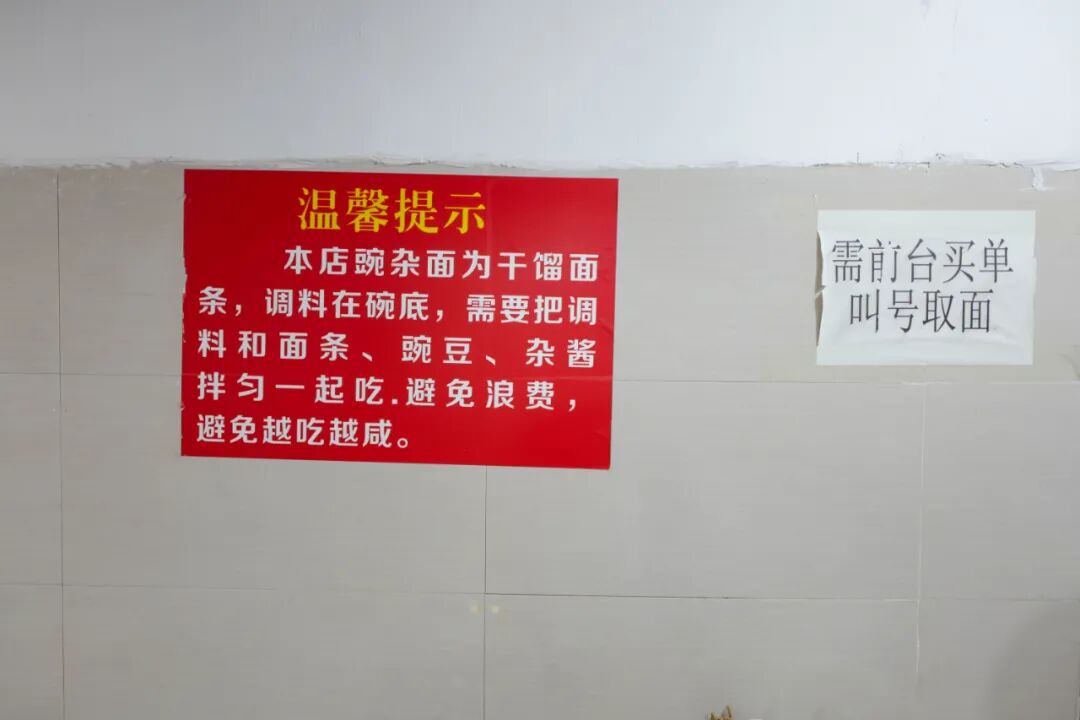 温馨提示
本店豌杂面为干馏面
条，调料在碗底，需要把调
料和面条、豌豆、杂酱
拌匀一起吃.避免浪费，
避免越吃越咸。
需前台买单
叫号取面